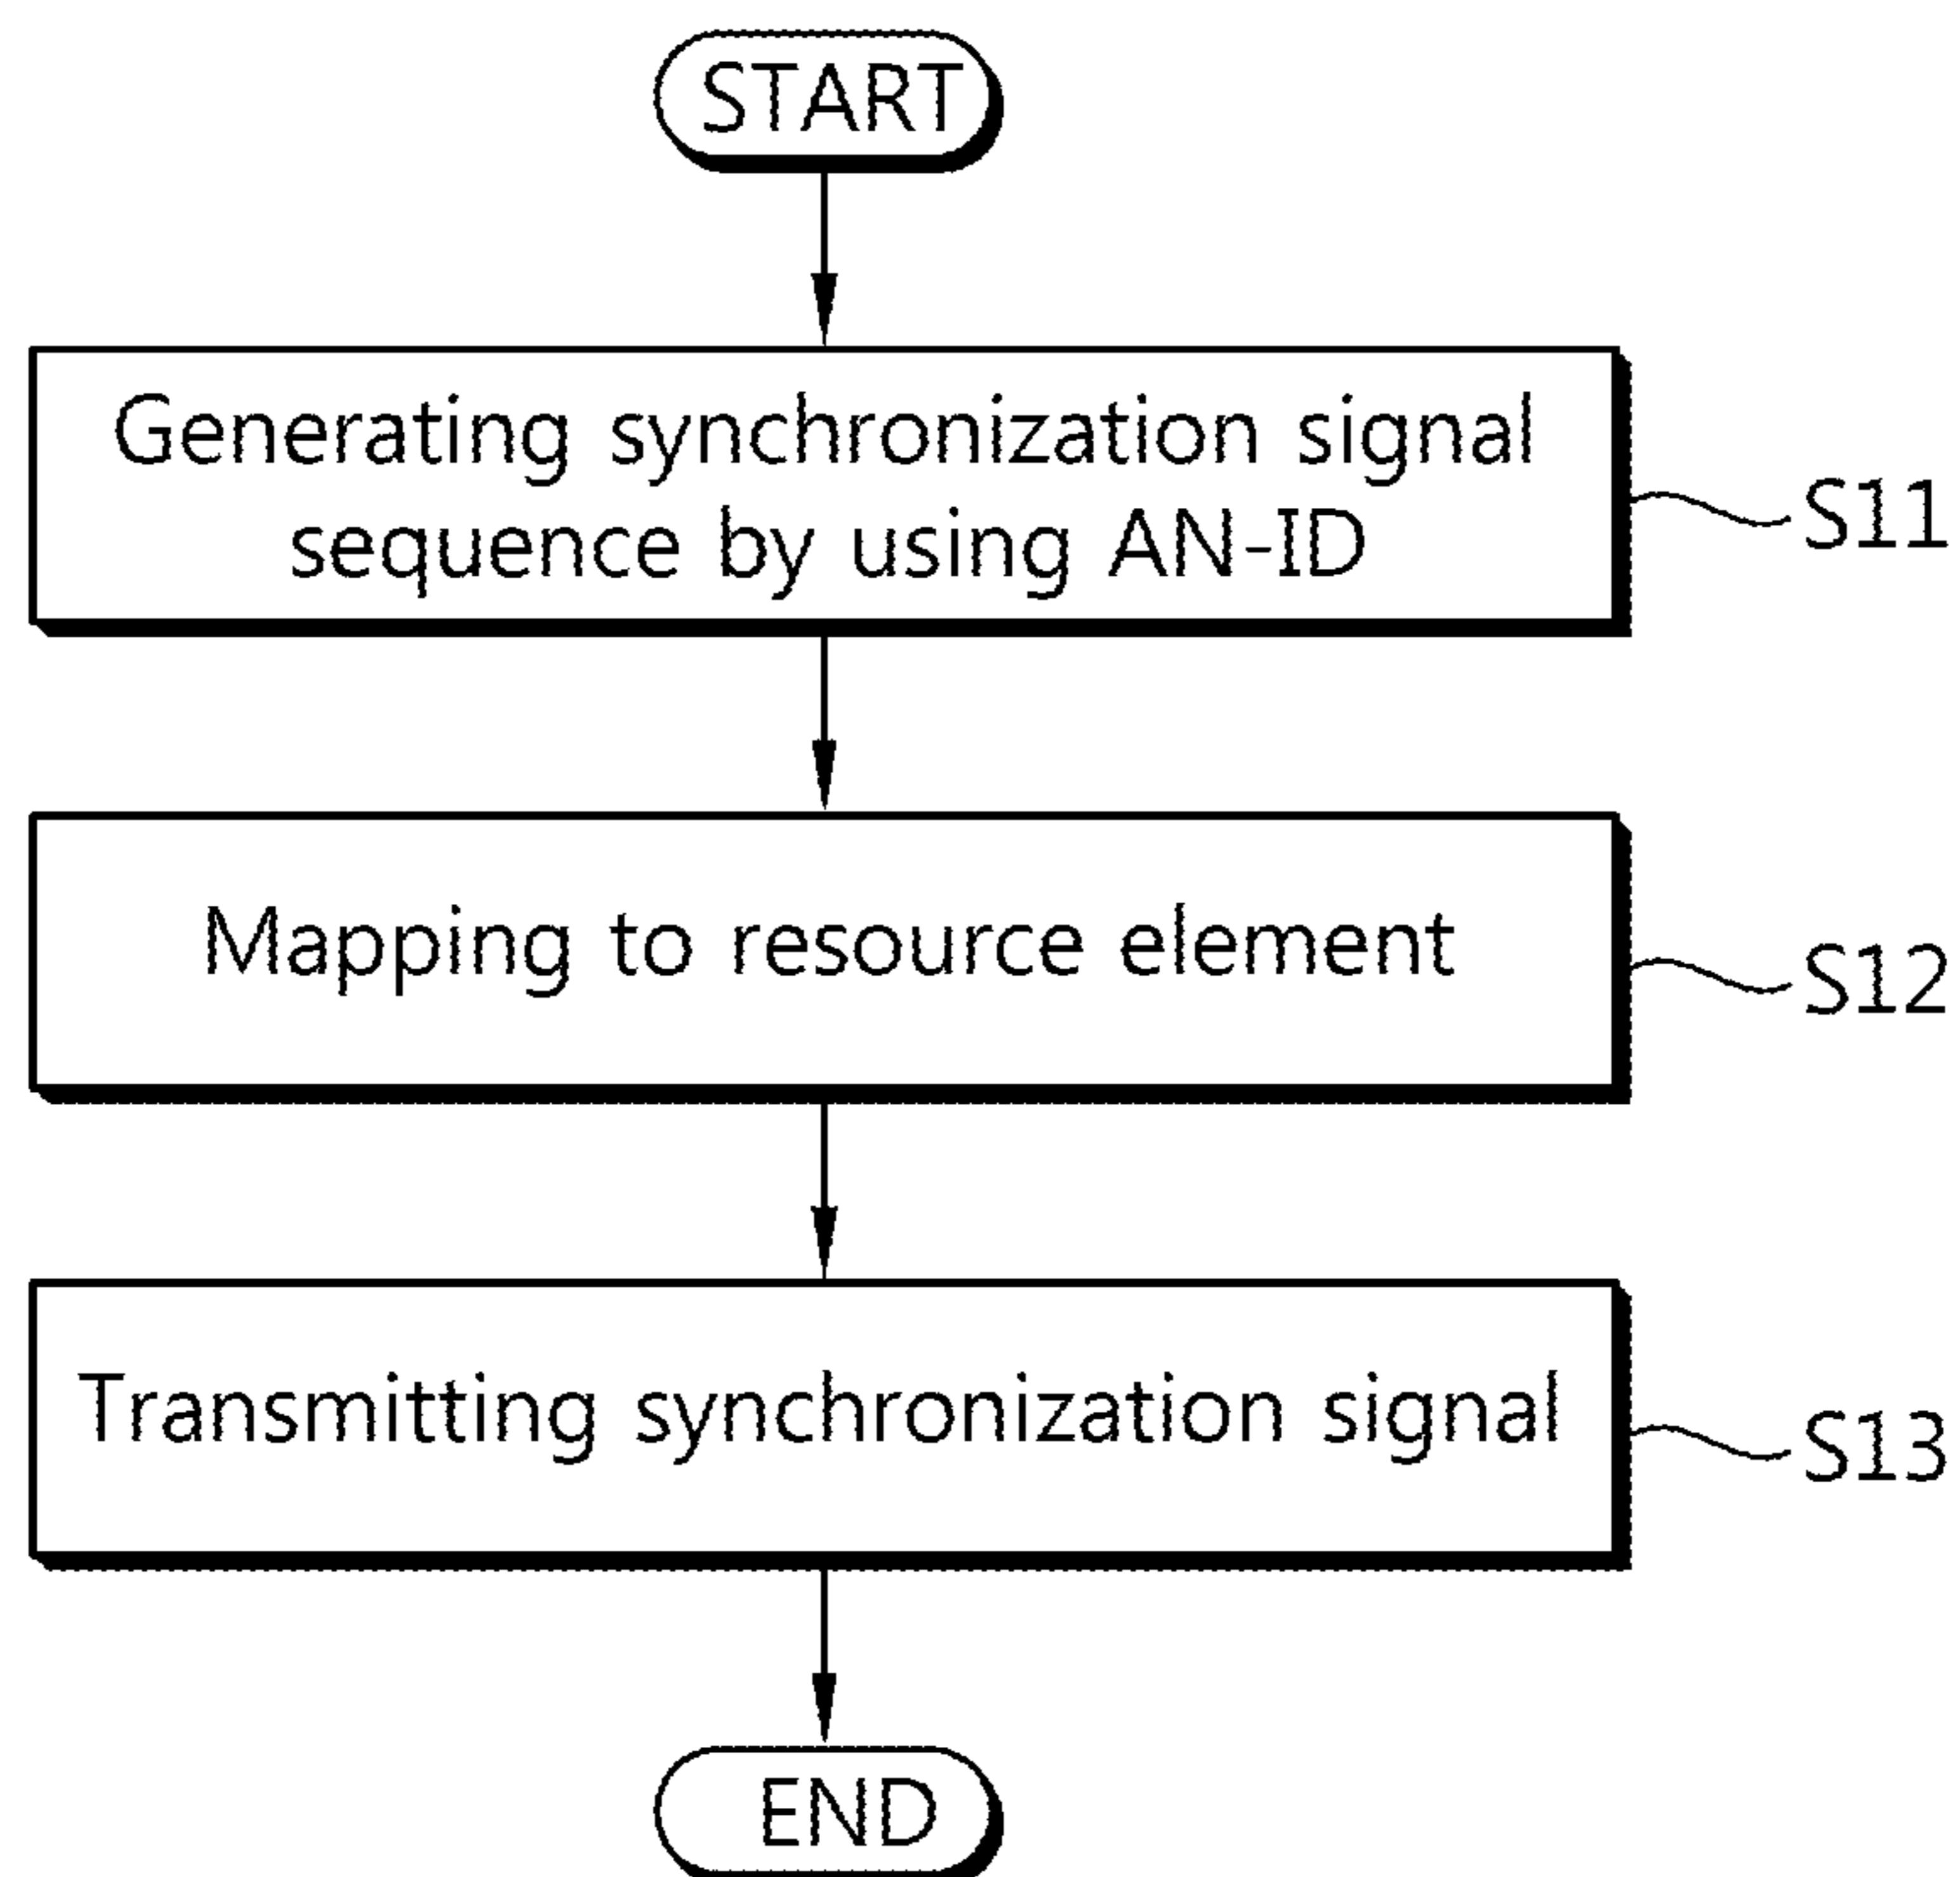 START
Generating synchronization signal
sequence by using AN-ID
S11
Mapping to resource element
S12
Transmitting synchronization signal
S13
END